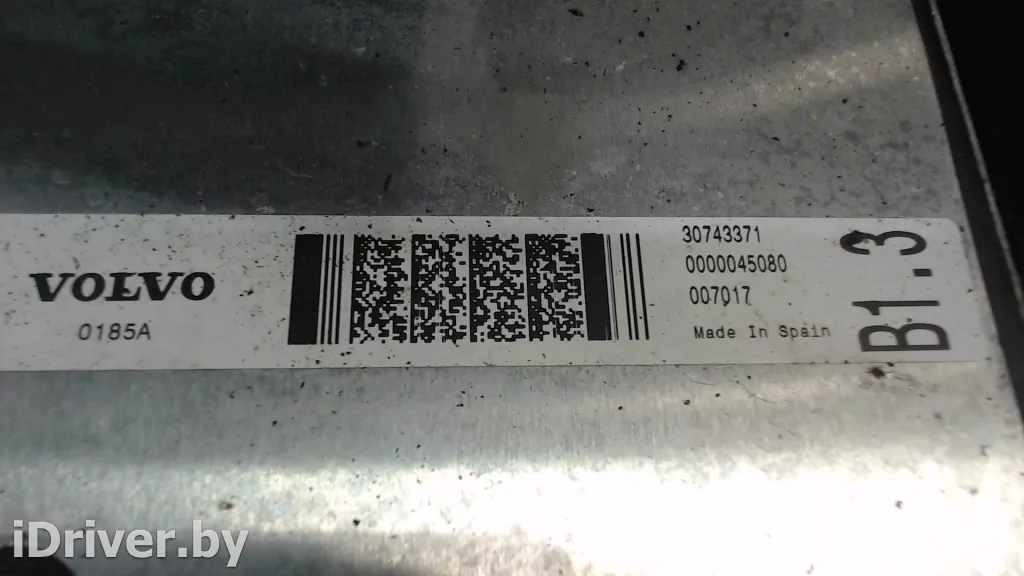 VOLVO
0185A
30743371
0000045080
007017
Made In Spain
B1.3
iDriver.by